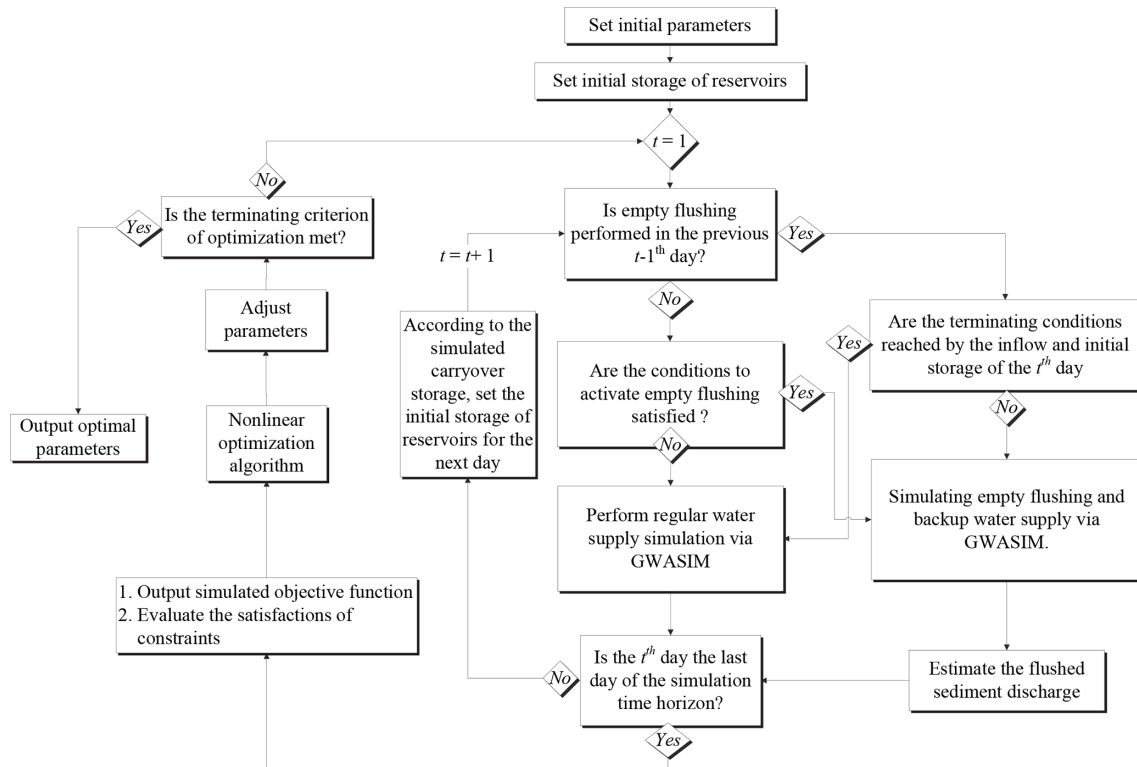 Set initial parameters
Set initial storage of reservoirs
t = 1
No
Is the terminating criterion
of optimization met?
Yes
Is empty flushing
performed in the previous
t-1th day?
Yes
t = t+ 1
No
Adjust
parameters
According to the
simulated
carryover
storage, set the
initial storage of
reservoirs for the
next day
Are the terminating conditions
reached by the inflow and initial
storage of the tth day
Yes
No
Are the conditions to
activate empty flushing
satisfied ?
Yes
No
Output optimal
parameters
Nonlinear
optimization
algorithm
Perform regular water
supply simulation via
GWASIM
Simulating empty flushing and
backup water supply via
GWASIM.
1. Output simulated objective function
2. Evaluate the satisfactions of
constraints
Is the tth day the last
day of the simulation
time horizon?
No
Yes
Estimate the flushed
sediment discharge